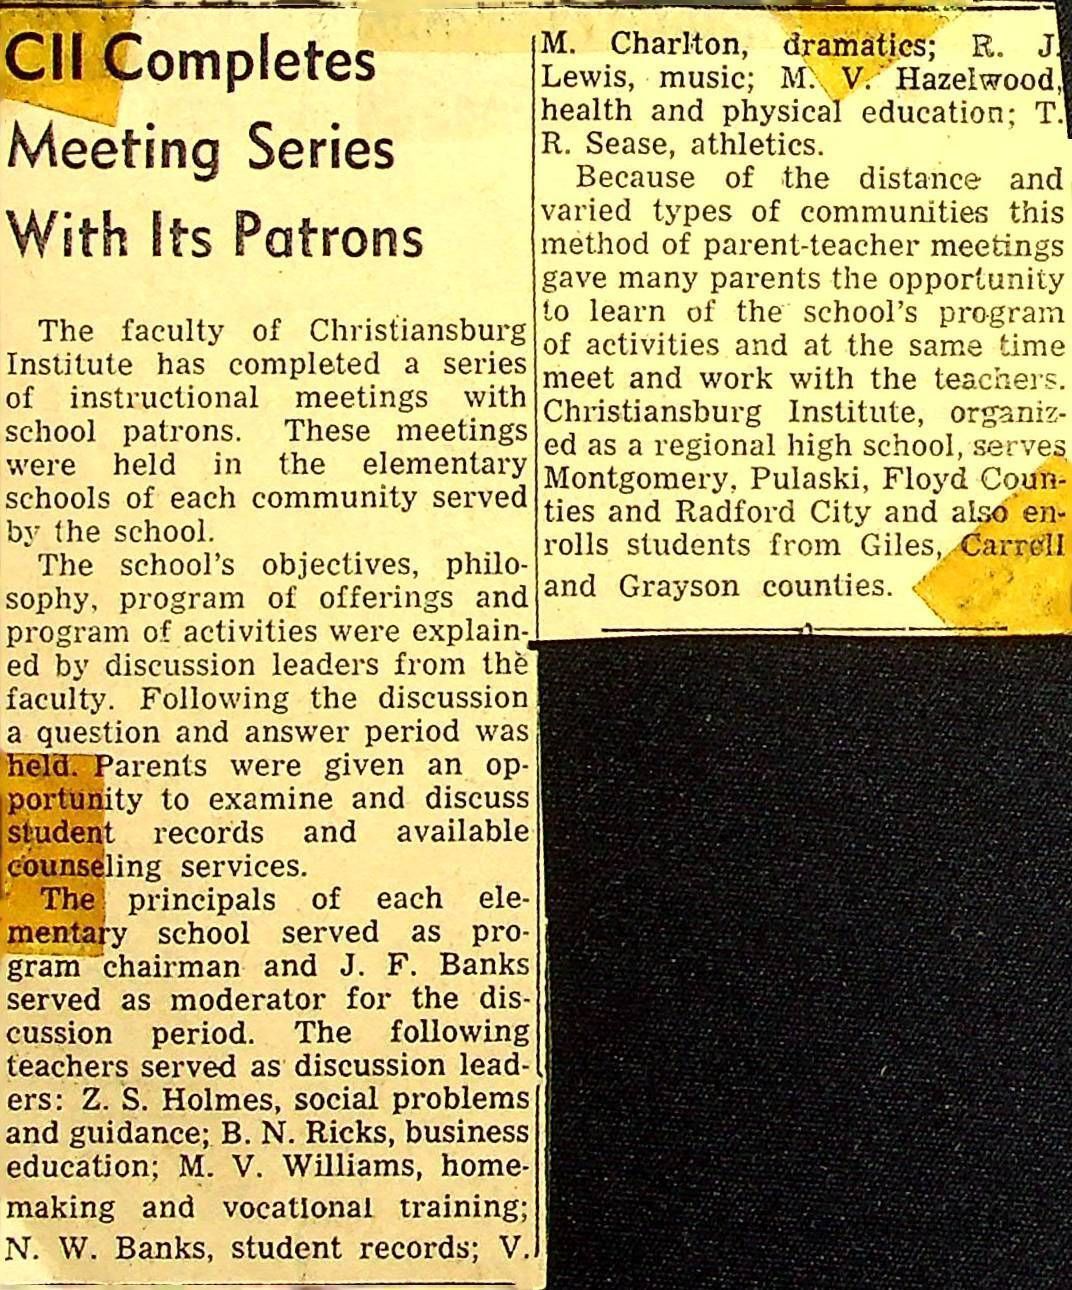 CII Completes
Meeting Series
With Its Patrons
The faculty of Christiansburg
Institute has completed a series
of instructional meetings with
school patrons. These meetings
were held in the elementary
schools of each community served
by the school.
The school's objectives, philo-
sophy, program of offerings and
program of activities were explain-
ed by discussion leaders from the
faculty. Following the discussion
a question and answer period was
held. Parents were given an op-
portunity to examine and discuss
student records and available
counseling services.
The principals of each ele-
mentary school served as pro-
gram chairman and J. F. Banks
served as moderator for the dis-
cussion period. The following
teachers served as discussion lead-
ers: Z. S. Holmes, social problems
and guidance; B. N. Ricks, business
education; M. V. Williams, home-
making and vocational training;
N. W. Banks, student records; V.
M. Charlton, dramatics; R. J.
Lewis, music; M. V. Hazelwood,
health and physical education; T.
R. Sease, athletics.
Because of the distance and
varied types of communities this
method of parent-teacher meetings
gave many parents the opportunity
to learn of the school's program
of activities and at the same time
meet and work with the teachers.
Christiansburg Institute, organiz-
ed as a regional high school, serves
Montgomery, Pulaski, Floyd Coun-
ties and Radford City and also en-
rolls students from Giles, Carrell
and Grayson counties.